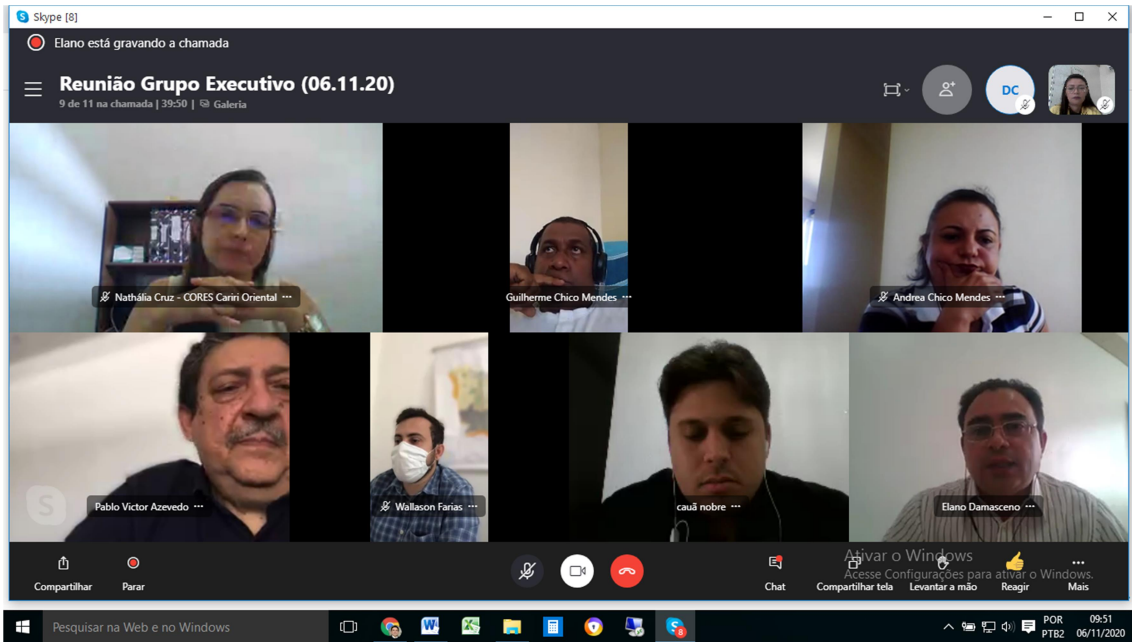 Skype [8]
Elano está gravando a chamada
Reunião Grupo Executivo (06.11.20)
9 de 11 na chamada | 39:50 | Galeria
DC
Nathália Cruz - CORES Cariri Oriental ···
Guilherme Chico Mendes ···
Andrea Chico Mendes ···
Pablo Victor Azevedo ···
Wallason Farias ···
cauã nobre ···
Elano Damasceno ···
Compartilhar
Parar
Chat
Compartilhar tela
Levantar a mão
Reagir
Mais
Ativar o Windows
Acesse Configurações para ativar o Windows.
Pesquisar na Web e no Windows
8
POR
PTB2
09:51
06/11/2020